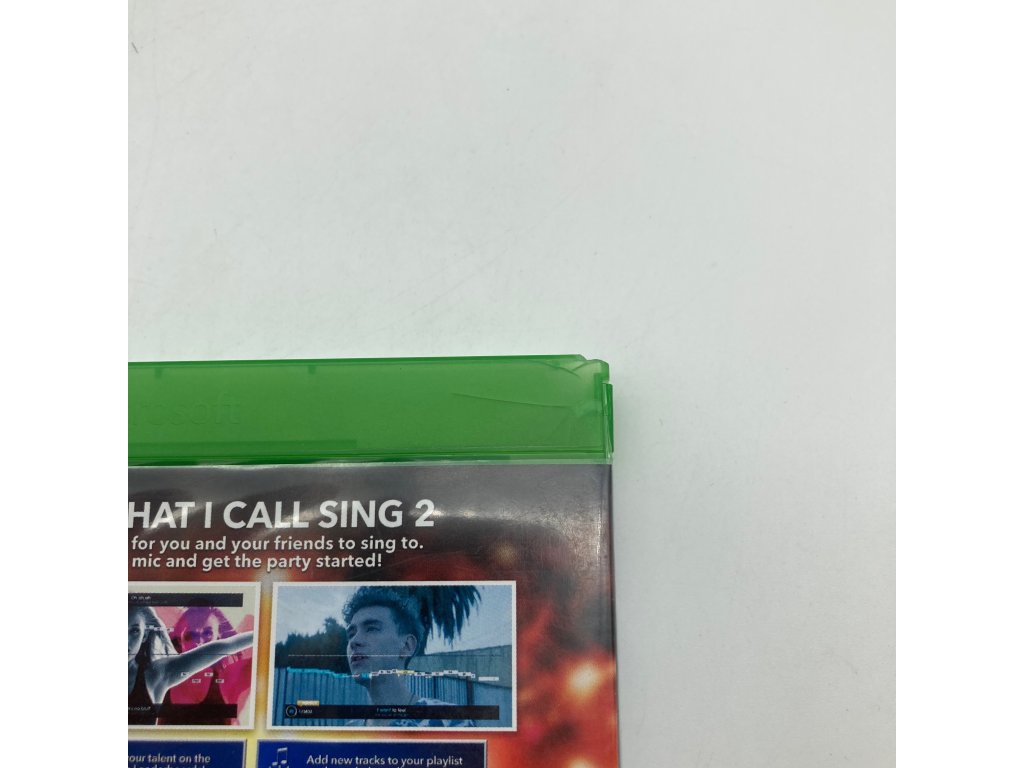 rosoft
HAT I CALL SING 2
for you and your friends to sing to.
mic and get the party started!
your talent on the
Add new tracks to your playlist